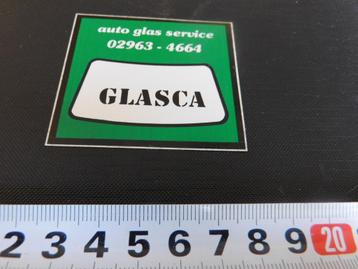 auto glas service
02963 - 4664
GLASCA
2 3 4 5 6 7 8 9 20